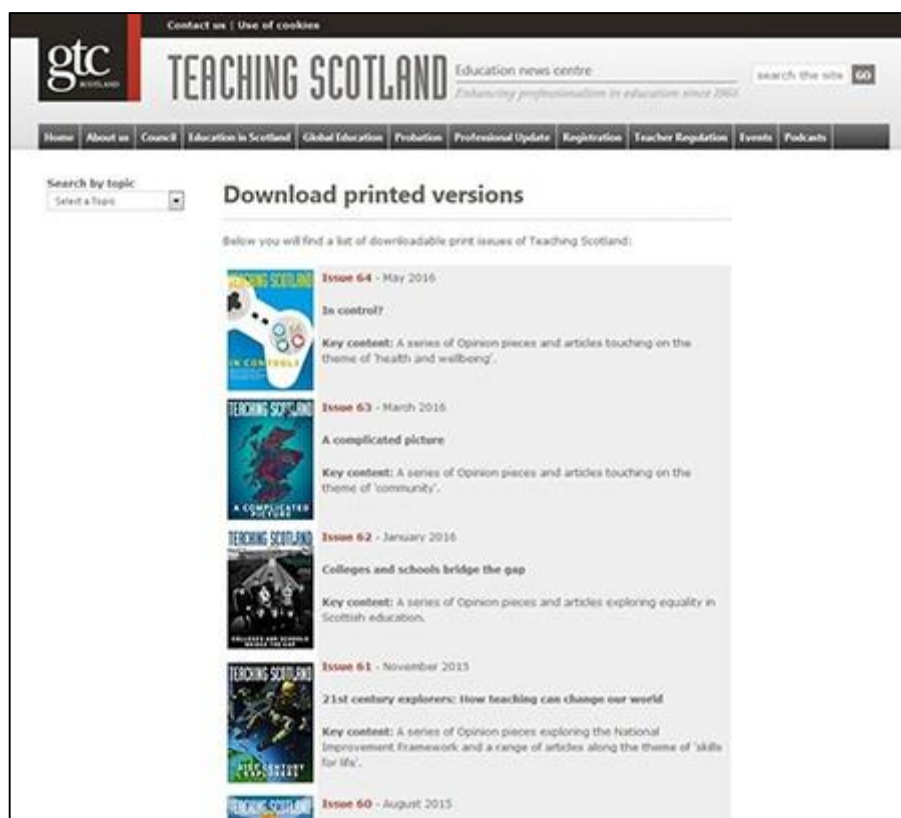 Contact us | Use of cookies
gtc
SCOTLAND
TEACHING SCOTLAND
Education news centre
Enhancing professionalism in education since 1965
search the site GO
Home About us Council Education in Scotland Global Education Probation Professional Update Registration Teacher Regulation Events Podcasts
Search by topic
Select a Topic
Download printed versions
Below you will find a list of downloadable print issues of Teaching Scotland:
TEACHING SCOTLAND
IN CONTROL?
Issue 64 - May 2016
In control?
Key content: A series of Opinion pieces and articles touching on the
theme of 'health and wellbeing'.
TEACHING SCOTLAND
A COMPLICATED
PICTURE
Issue 63 - March 2016
A complicated picture
Key content: A series of Opinion pieces and articles touching on the
theme of 'community'.
TEACHING SCOTLAND
COLLEGES AND SCHOOLS
BRIDGE THE GAP
Issue 62 - January 2016
Colleges and schools bridge the gap
Key content: A series of Opinion pieces and articles exploring equality in
Scottish education.
TEACHING SCOTLAND
21ST CENTURY
EXPLORERS
Issue 61 - November 2015
21st century explorers: How teaching can change our world
Key content: A series of Opinion pieces exploring the National
Improvement Framework and a range of articles along the theme of 'skills
for life'.
TEACHING SCOTLAND
Issue 60 - August 2015